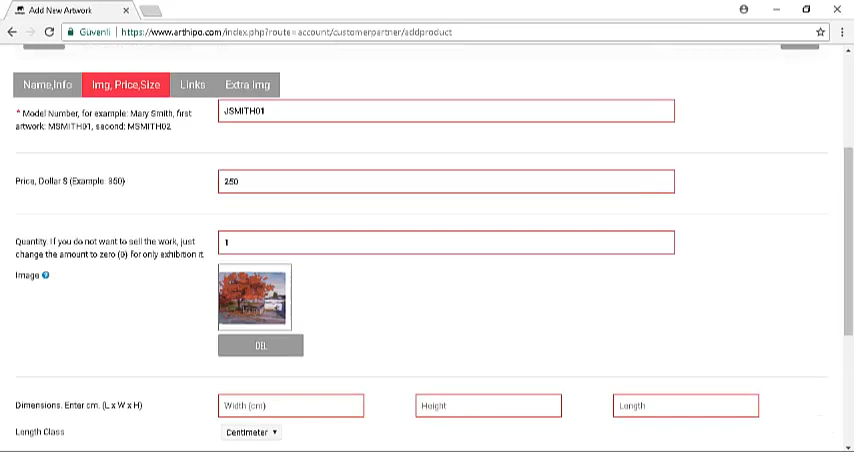 Add New Artwork
Güvenli
https://www.arthipo.com/index.php?route=account/customerpartner/addproduct
Name,Info
Img, Price,Size
Links
Extra Img
* Model Number, for example: Mary Smith, first
artwork: MSMITH01, second: MSMITH02
JSMITH01
Price, Dollar $ (Example: 350)
250
Quantity. If you do not want to sell the work, just
change the amount to zero (0) for only exhibition it.
1
Image
DEL
Dimensions. Enter cm. (L x W x H)
Width (cm)
Height
Length
Length Class
Centimeter